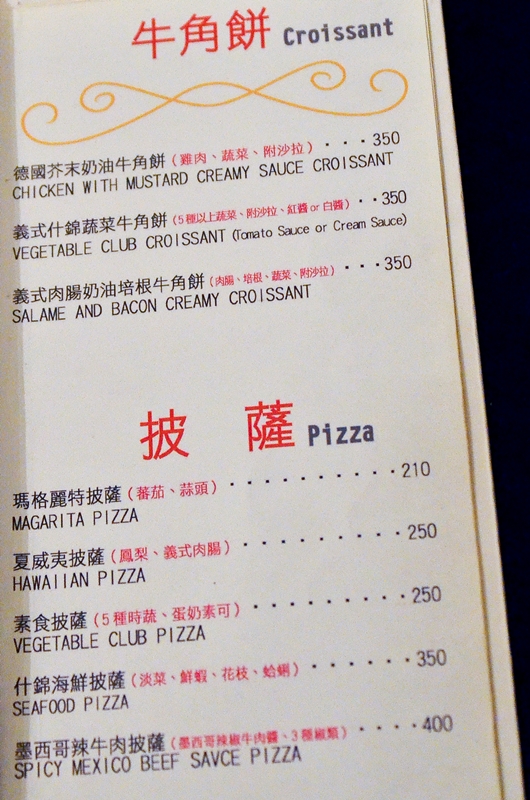 牛角餅 Croissant
德國芥末奶油牛角餅(雞肉、蔬菜、附沙拉)···350
CHICKEN WITH MUSTARD CREAMY SAUCE CROISSANT
義式什錦蔬菜牛角餅(5種以上蔬菜、附沙拉、紅醬 or 白醬)··350
VEGETABLE CLUB CROISSANT (Tomato Sauce or Cream Sauce)
義式肉腸奶油培根牛角餅(肉腸、培根、蔬菜、附沙拉)···350
SALAME AND BACON CREAMY CROISSANT
披 薩 Pizza
瑪格麗特披薩(蕃茄、蒜頭)··········210
MAGARITA PIZZA
夏威夷披薩(鳳梨、義式肉腸)·········250
HAWAIIAN PIZZA
素食披薩(5種時蔬、蛋奶素可)·········250
VEGETABLE CLUB PIZZA
什錦海鮮披薩(淡菜、鮮蝦、花枝、蛤蜊)······350
SEAFOOD PIZZA
墨西哥辣牛肉披薩(墨西哥辣椒牛肉醬、3種椒類)····400
SPICY MEXICO BEEF SAVCE PIZZA